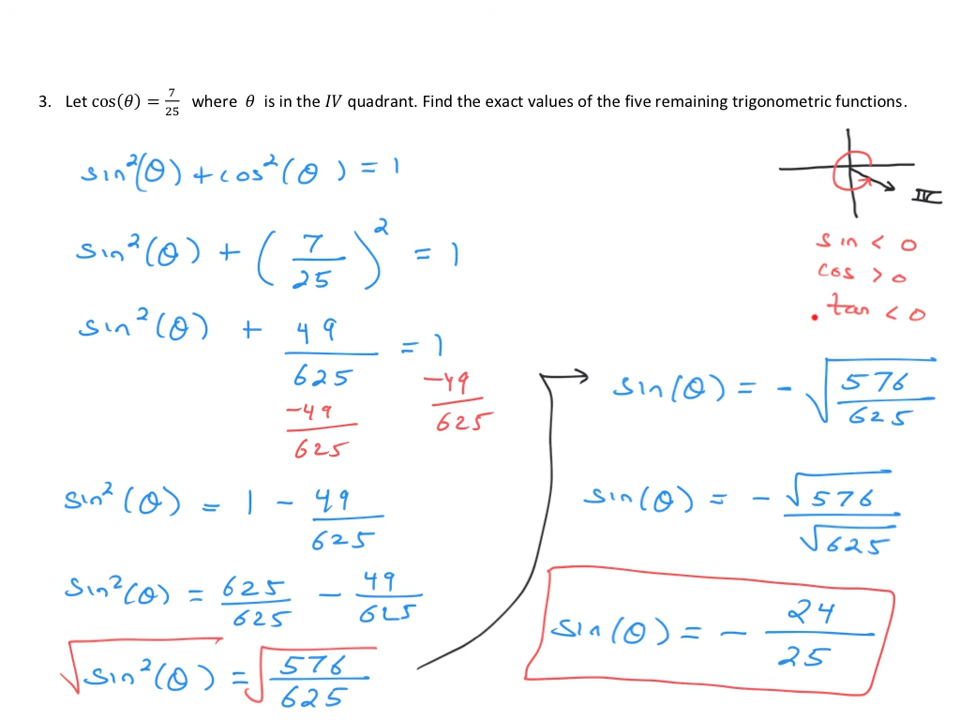 3. Let cos(θ) = 7/25 where θ is in the IV quadrant. Find the exact values of the five remaining trigonometric functions.
sin²(θ) + cos²(θ) = 1
sin²(θ) + (7/25)² = 1
sin²(θ) + 49/625 = 1
-49/625 -49/625
sin²(θ) = 1 - 49/625
sin²(θ) = 625/625 - 49/625
√sin²(θ) = √576/625
IV
sin < 0
cos > 0
. tan < 0
sin(θ) = - √576/625
sin(θ) = - √576/√625
sin(θ) = - 24/25